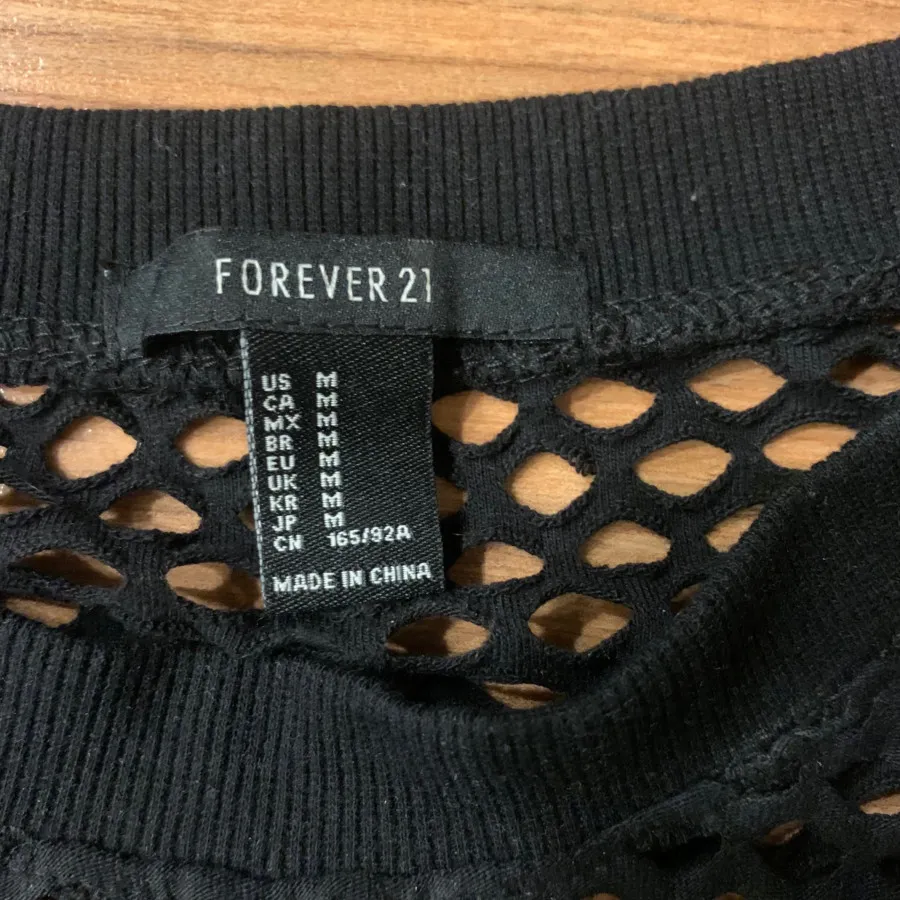 FOREVER 21
US M
CA M
MX M
BR M
EU M
UK M
KR M
JP M
CN 165/92A
MADE IN CHINA